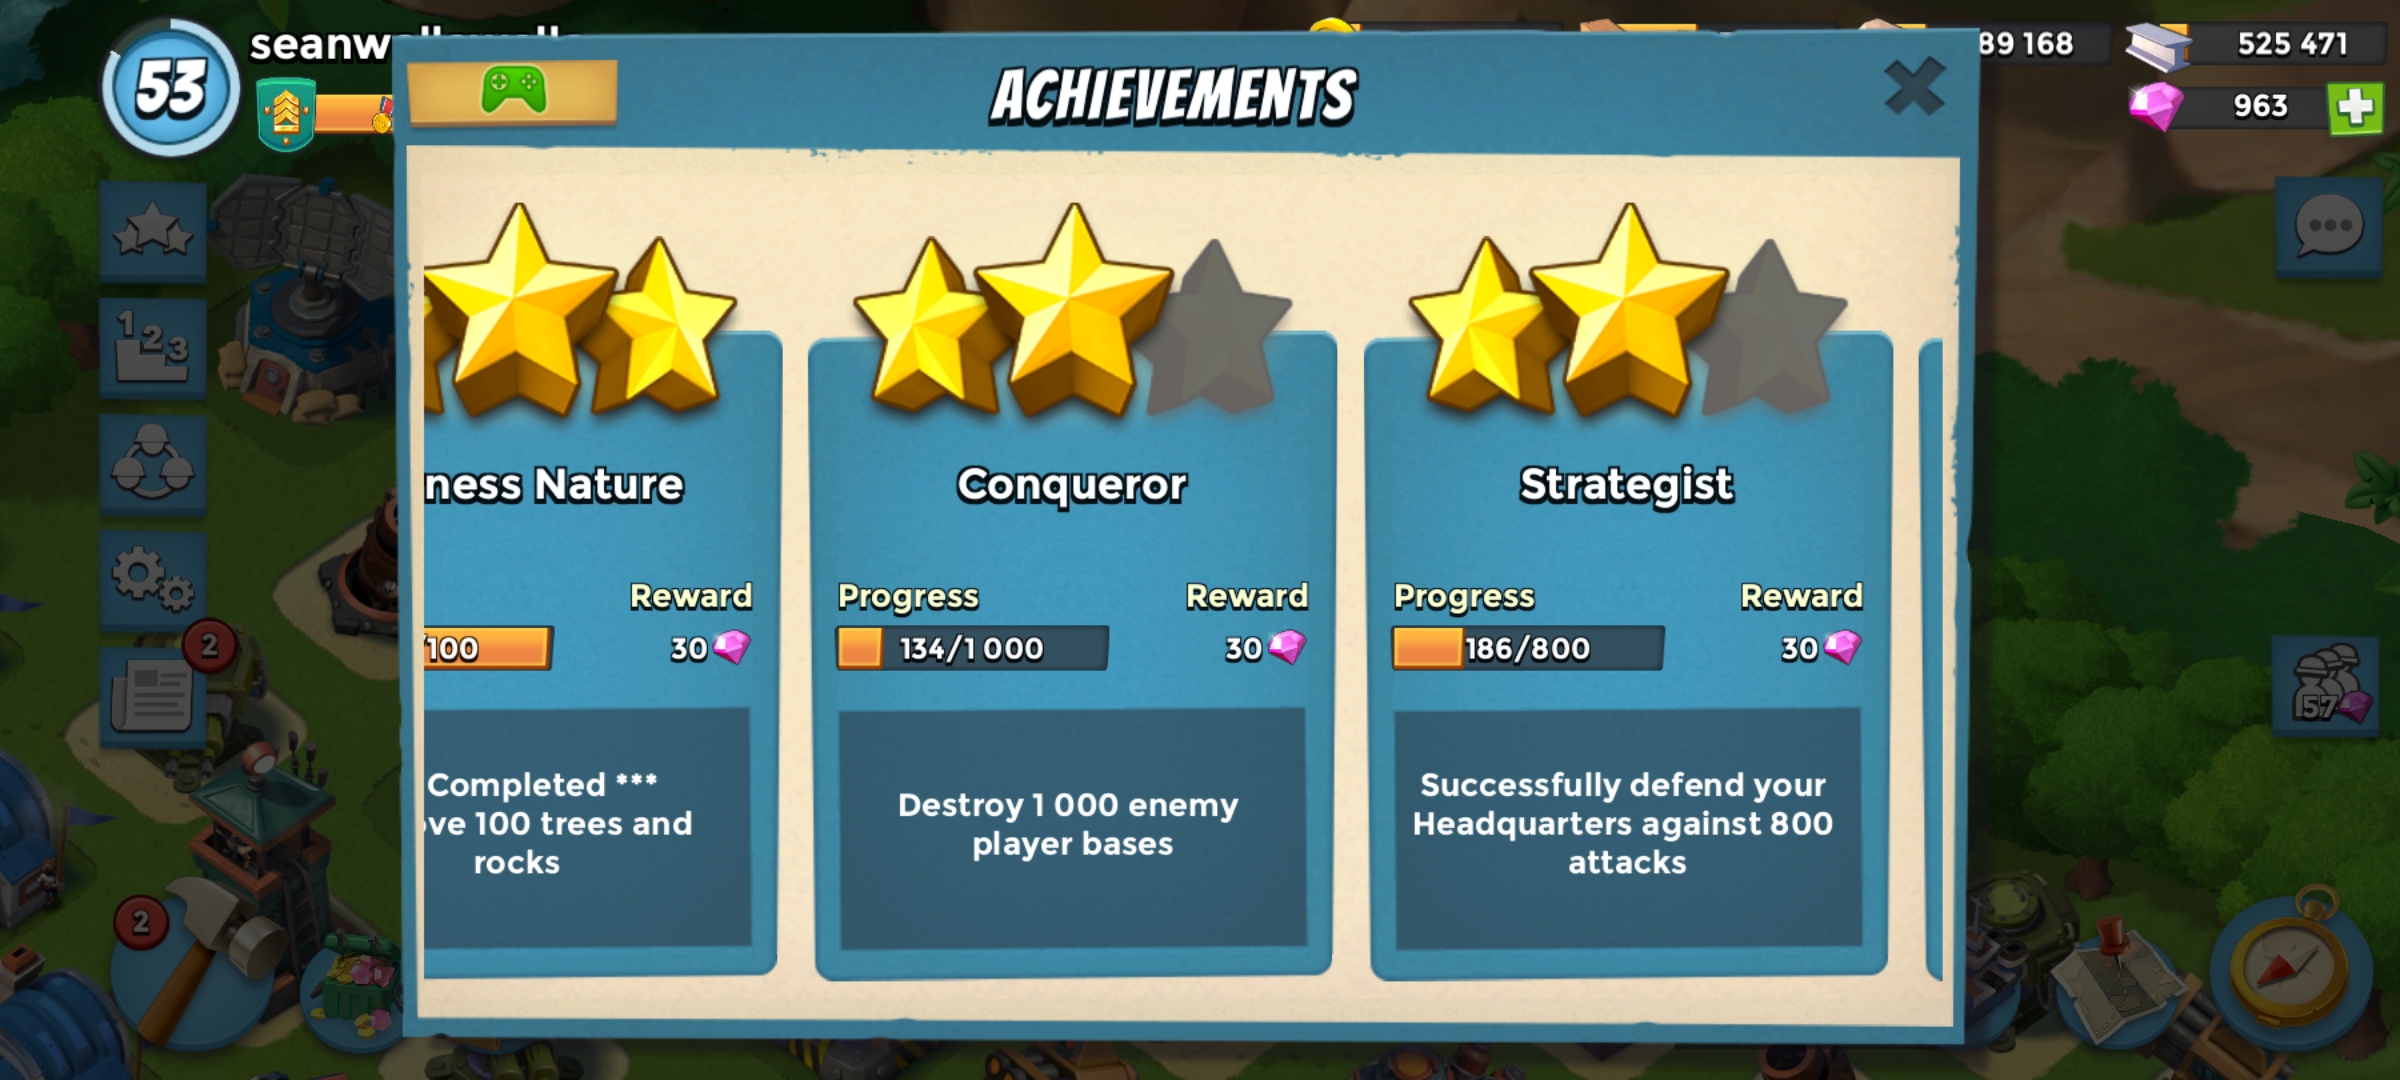 53
ACHIEVEMENTS
89 168
525 471
963
123
2
2
ness Nature
Reward
/100
30
Completed ***
ve 100 trees and
rocks
Conqueror
Progress
Reward
134/1 000
30
Destroy 1 000 enemy
player bases
Strategist
Progress
Reward
186/800
30
Successfully defend your
Headquarters against 800
attacks
57